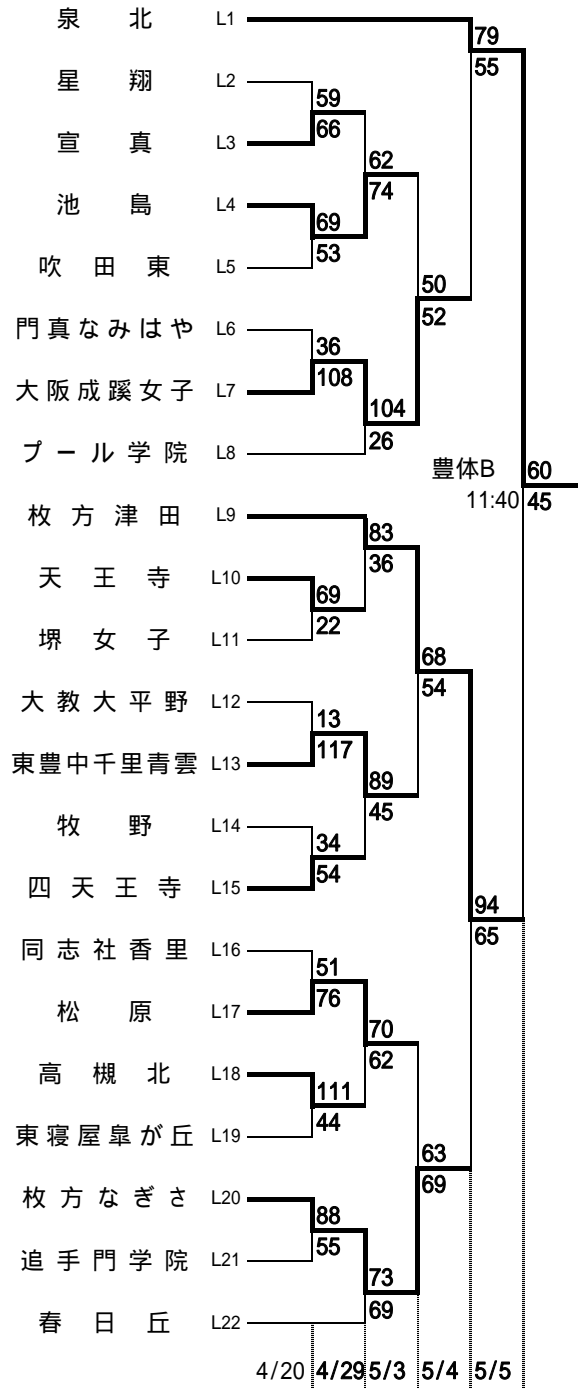 泉北 L1
79
55
星翔 L2
59
66
宣真 L3
62
74
池島 L4
69
53
吹田東 L5
50
52
門真なみはや L6
36
108
大阪成蹊女子 L7
104
26
プール学院 L8
豊体B 60
11:40 45
枚方津田 L9
83
36
天王寺 L10
69
22
堺女子 L11
68
54
大教大平野 L12
13
117
東豊中千里青雲 L13
89
45
牧野 L14
34
54
四天王寺 L15
94
65
同志社香里 L16
51
76
松原 L17
70
62
高槻北 L18
111
44
東寝屋皐が丘 L19
63
69
枚方なぎさ L20
88
55
追手門学院 L21
73
69
春日丘 L22
4/20 4/29 5/3 5/4 5/5